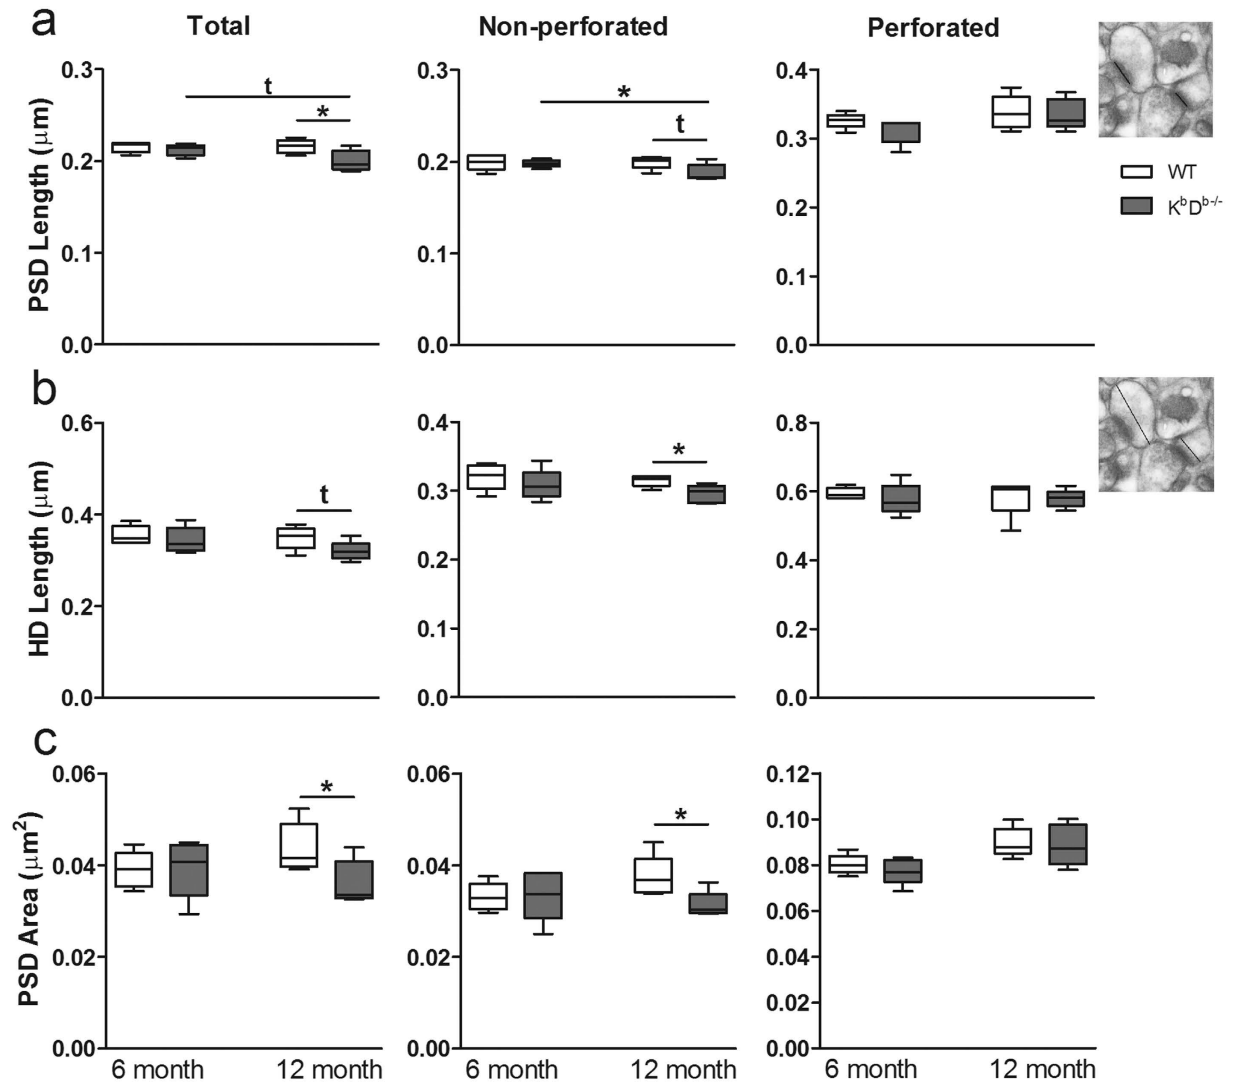 a
Total
Non-perforated
Perforated
PSD Length (μm)
0.3
0.2
0.1
0.0
t
*
0.3
0.2
0.1
0.0
*
t
0.4
0.3
0.2
0.1
0.0
WT
KᵇDᵇ⁻/⁻
b
HD Length (μm)
0.6
0.4
0.2
0.0
t
0.4
0.3
0.2
0.1
0.0
*
0.8
0.6
0.4
0.2
0.0
c
PSD Area (μm²)
0.06
0.04
0.02
0.00
*
0.06
0.04
0.02
0.00
*
0.12
0.10
0.08
0.06
0.04
0.02
0.00
6 month 12 month
6 month 12 month
6 month 12 month